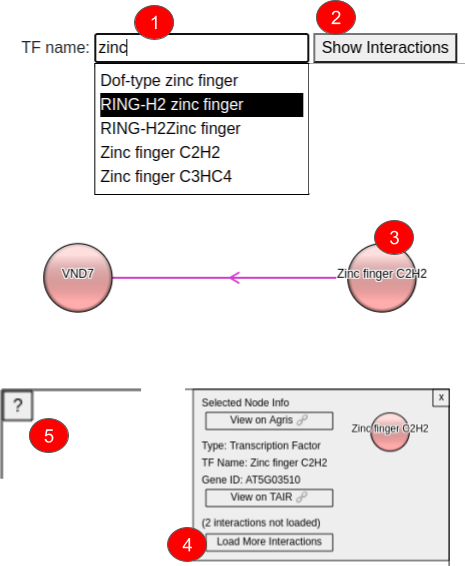 1
2
TF name: zinc
Show Interactions
Dof-type zinc finger
RING-H2 zinc finger
RING-H2Zinc finger
Zinc finger C2H2
Zinc finger C3HC4
3
VND7
Zinc finger C2H2
?
5
x
Selected Node Info
View on Agris
Zinc finger C2H2
Type: Transcription Factor
TF Name: Zinc finger C2H2
Gene ID: AT5G03510
View on TAIR
(2 interactions not loaded)
4
Load More Interactions